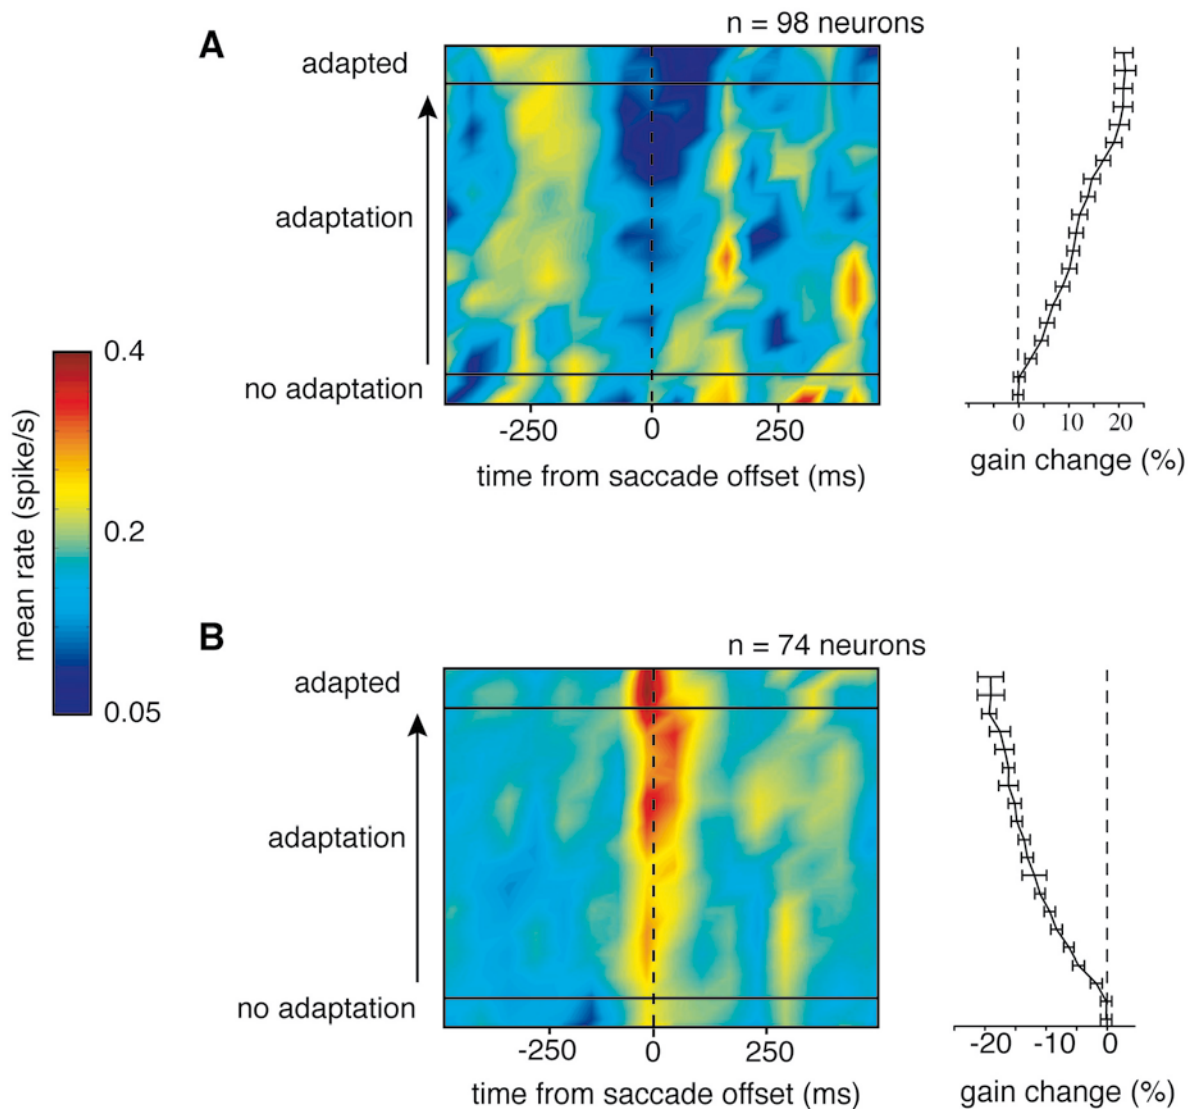 A
n = 98 neurons
adapted
adaptation
no adaptation
-250 0 250
time from saccade offset (ms)
0 10 20
gain change (%)
mean rate (spike/s)
0.4
0.2
0.05
B
n = 74 neurons
adapted
adaptation
no adaptation
-250 0 250
time from saccade offset (ms)
-20 -10 0
gain change (%)